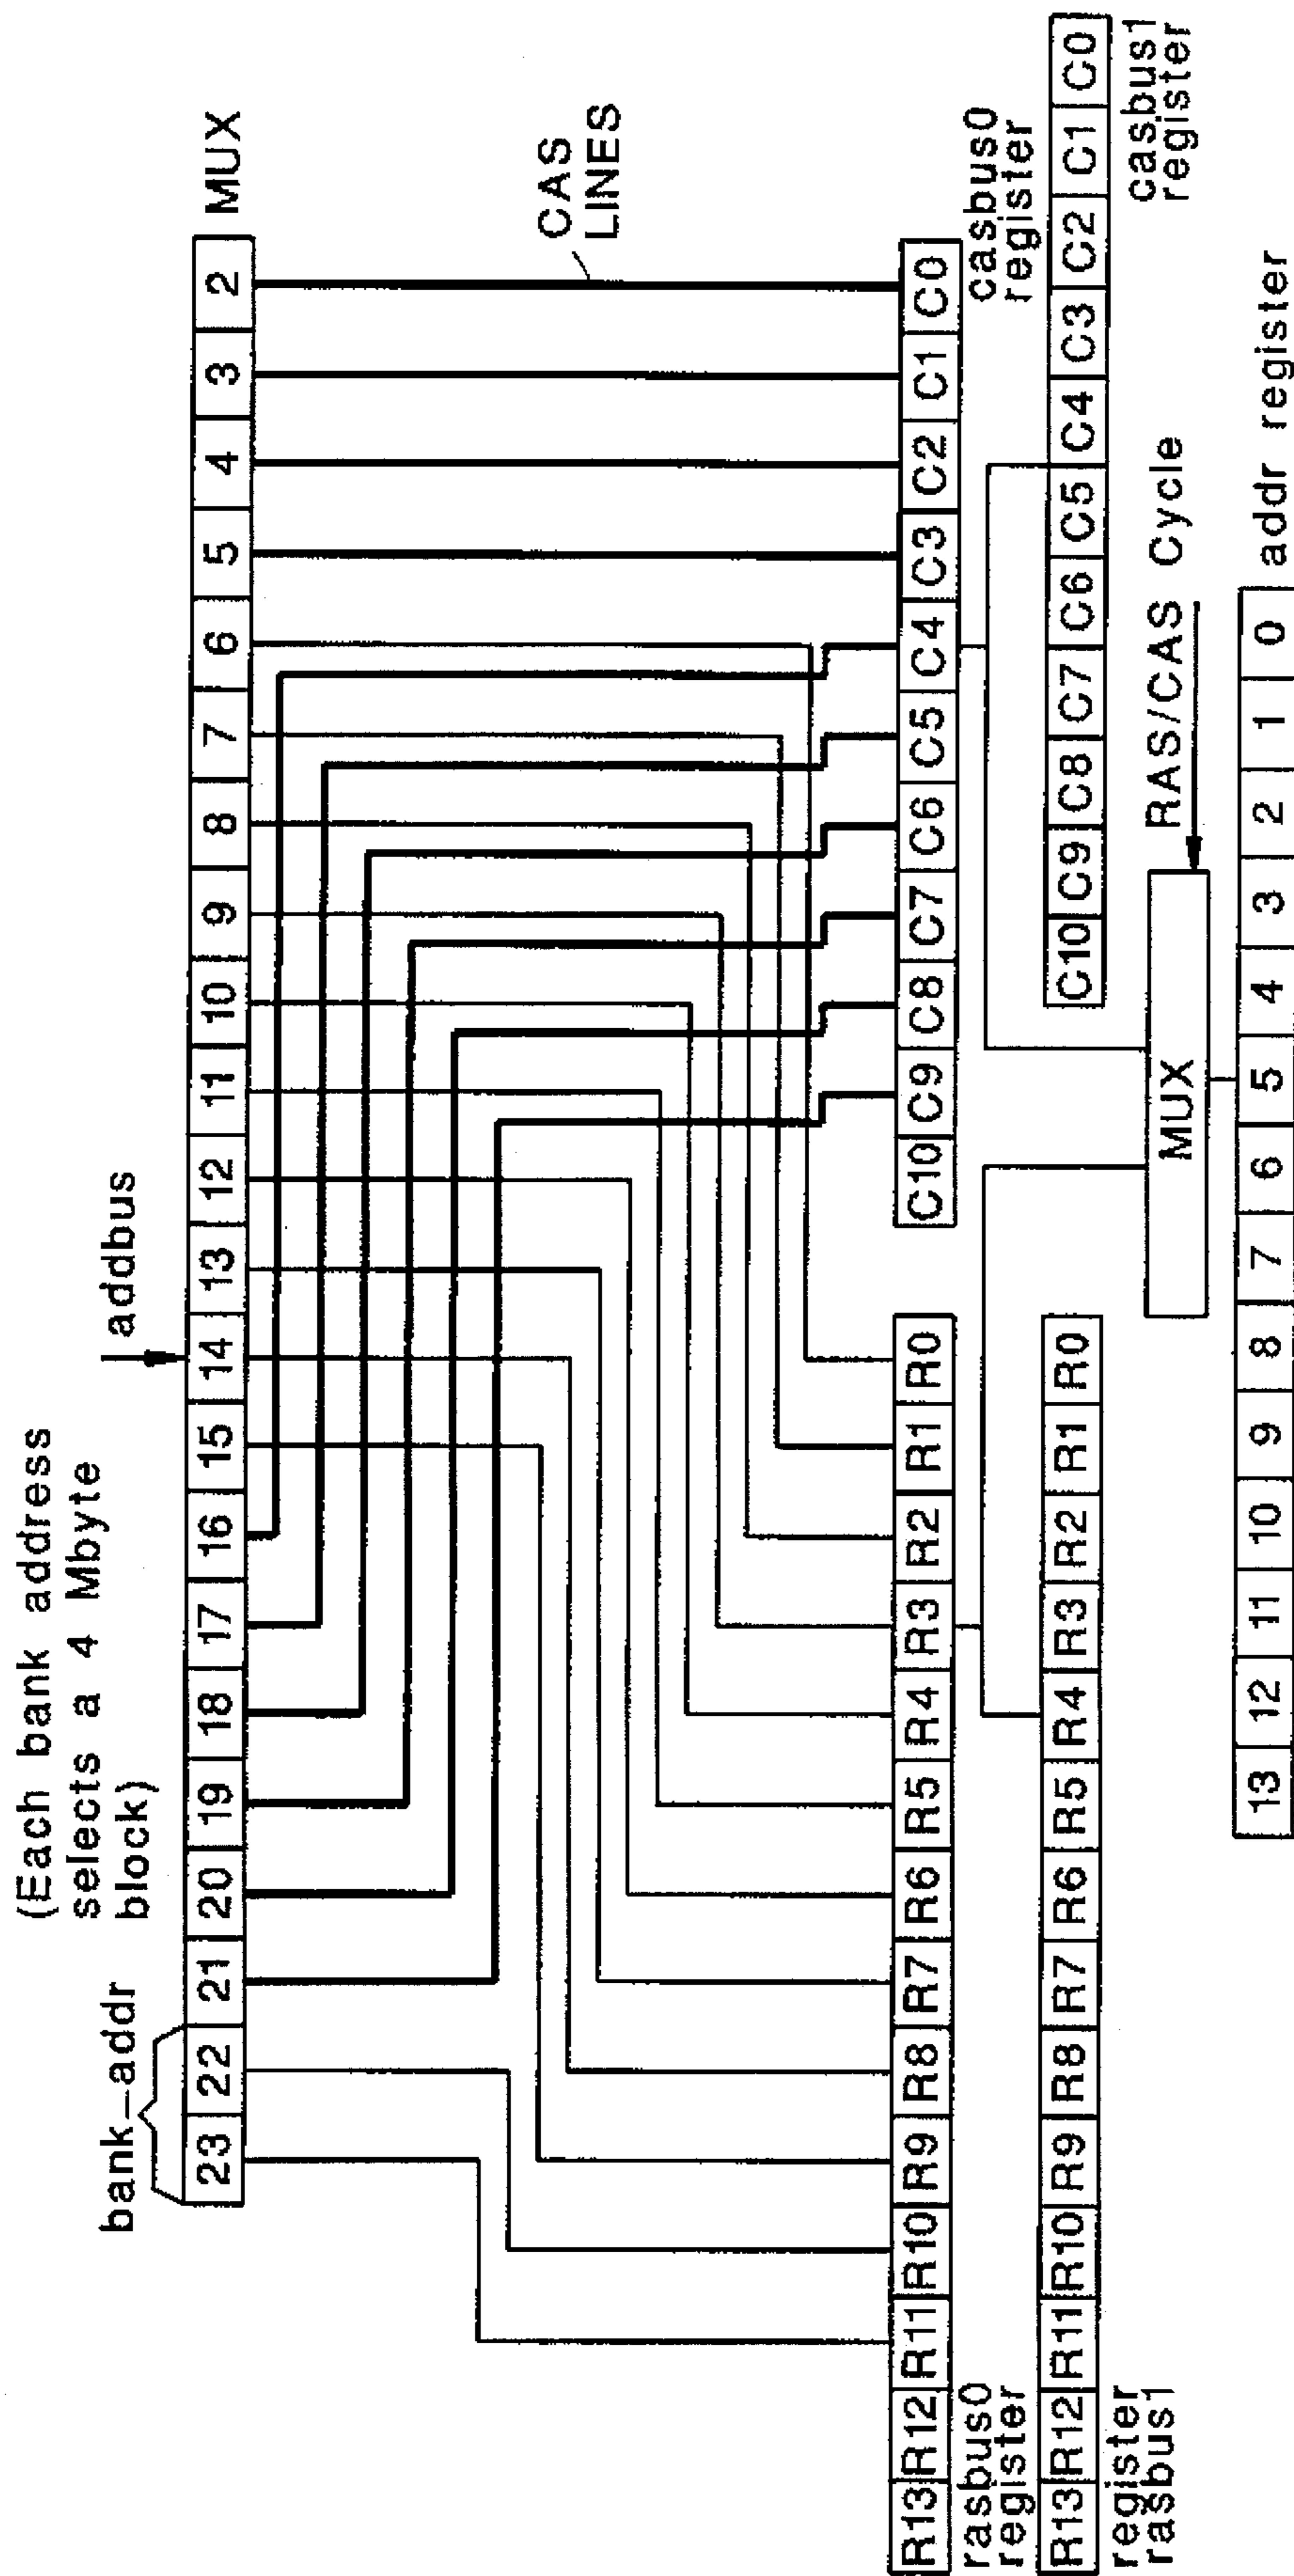 (Each bank address
selects a 4 Mbyte
block)
bank-addr
addbus
23 22 21 20 19 18 17 16 15 14 13 12 11 10 9 8 7 6 5 4 3 2 MUX
CAS
LINES
R13 R12 R11 R10 R9 R8 R7 R6 R5 R4 R3 R2 R1 R0
C10 C9 C8 C7 C6 C5 C4 C3 C2 C1 C0
rasbus0
register
casbus0
register
R13 R12 R11 R10 R9 R8 R7 R6 R5 R4 R3 R2 R1 R0
C10 C9 C8 C7 C6 C5 C4 C3 C2 C1 C0
register
rasbus1
casbus1
register
MUX
RAS/CAS Cycle
13 12 11 10 9 8 7 6 5 4 3 2 1 0 addr register